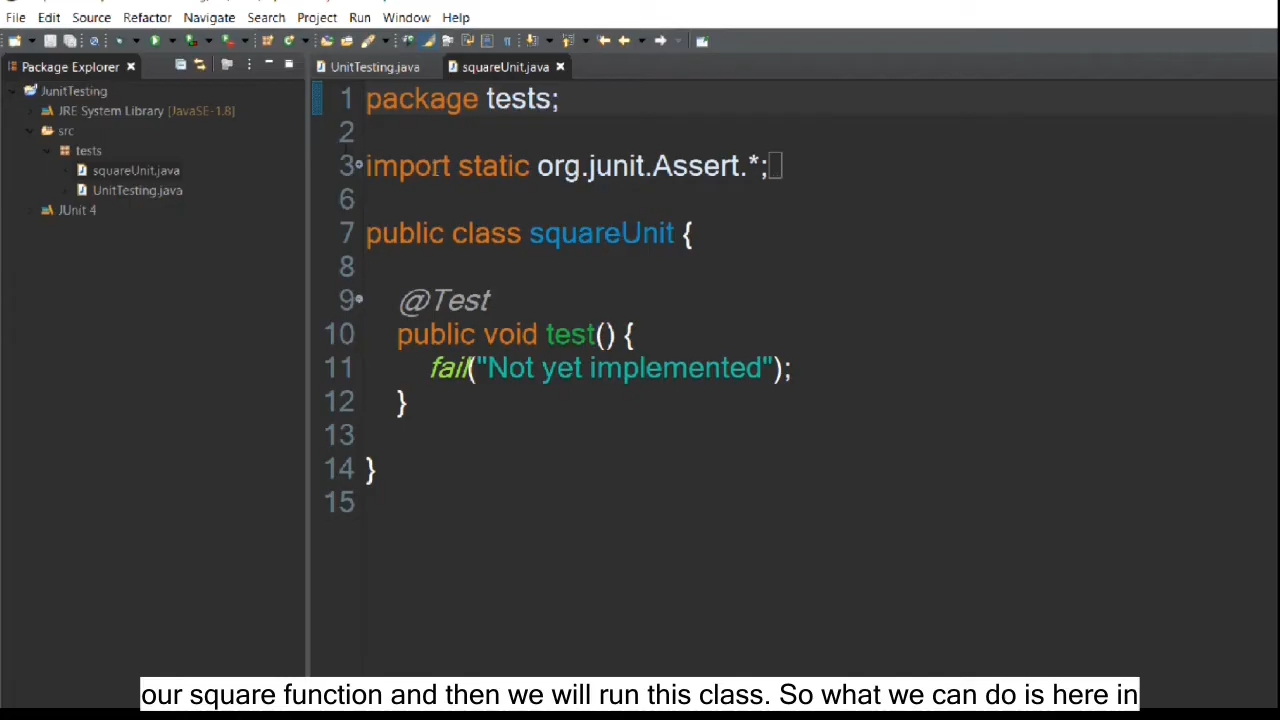 File Edit Source Refactor Navigate Search Project Run Window Help
Package Explorer
JunitTesting
JRE System Library [JavaSE-1.8]
src
tests
squareUnit.java
UnitTesting.java
JUnit 4
UnitTesting.java squareUnit.java
1 package tests;
2
3 import static org.junit.Assert.*;
6
7 public class squareUnit {
8
9 @Test
10 public void test() {
11 fail("Not yet implemented");
12 }
13
14 }
15
our square function and then we will run this class. So what we can do is here in